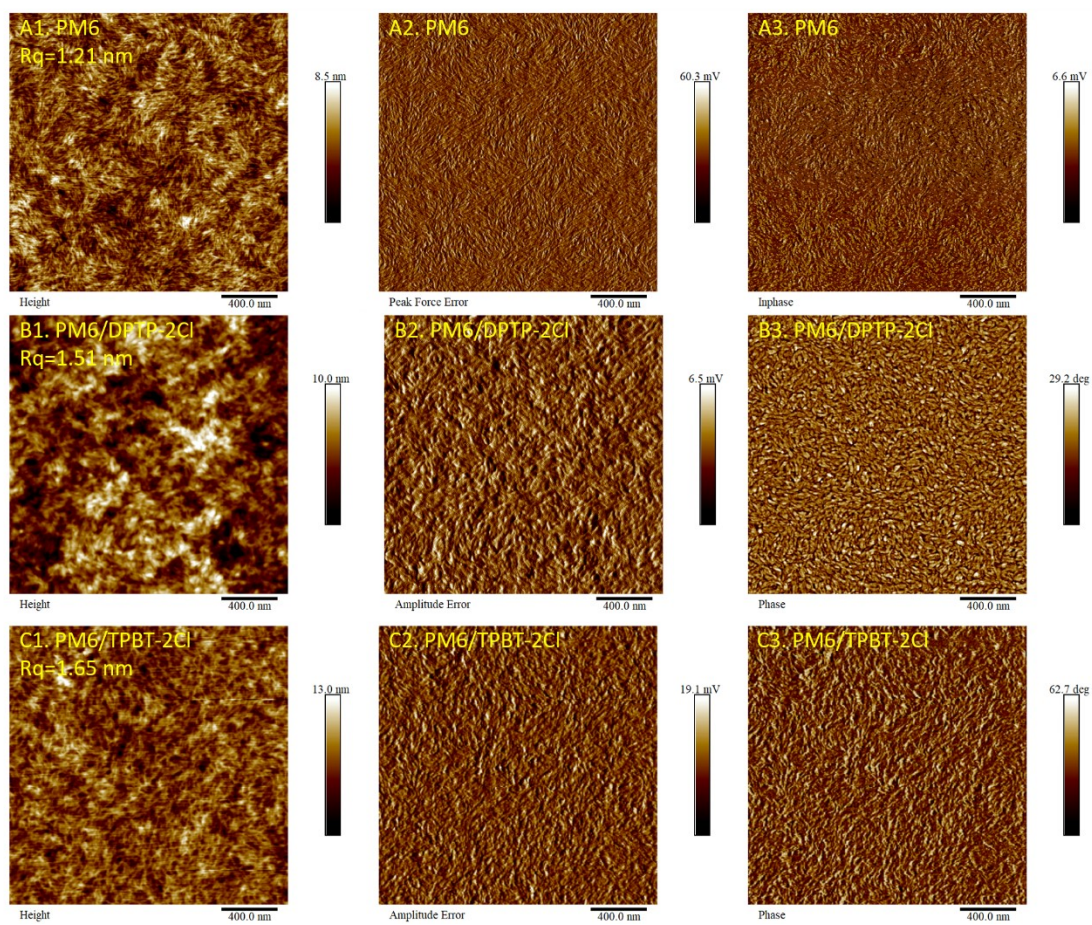 A1. PM6
Rq=1.21 nm
8.5 nm
Height
400.0 nm
A2. PM6
60.3 mV
Peak Force Error
400.0 nm
A3. PM6
6.6 mV
Inphase
400.0 nm
B1. PM6/DPTP-2Cl
Rq=1.51 nm
10.0 nm
Height
400.0 nm
B2. PM6/DPTP-2Cl
6.5 mV
Amplitude Error
400.0 nm
B3. PM6/DPTP-2Cl
29.2 deg
Phase
400.0 nm
C1. PM6/TPBT-2Cl
Rq=1.65 nm
13.0 nm
Height
400.0 nm
C2. PM6/TPBT-2Cl
19.1 mV
Amplitude Error
400.0 nm
C3. PM6/TPBT-2Cl
62.7 deg
Phase
400.0 nm